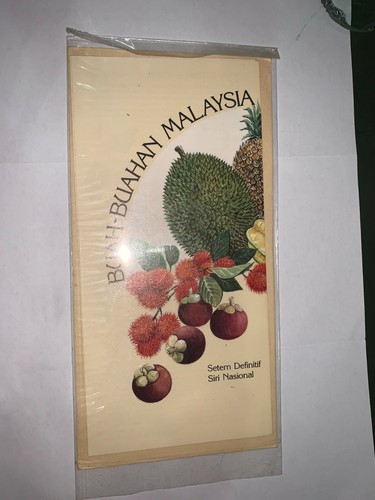 BUAH-BUAHAN MALAYSIA
Setem Definitif
Siri Nasional